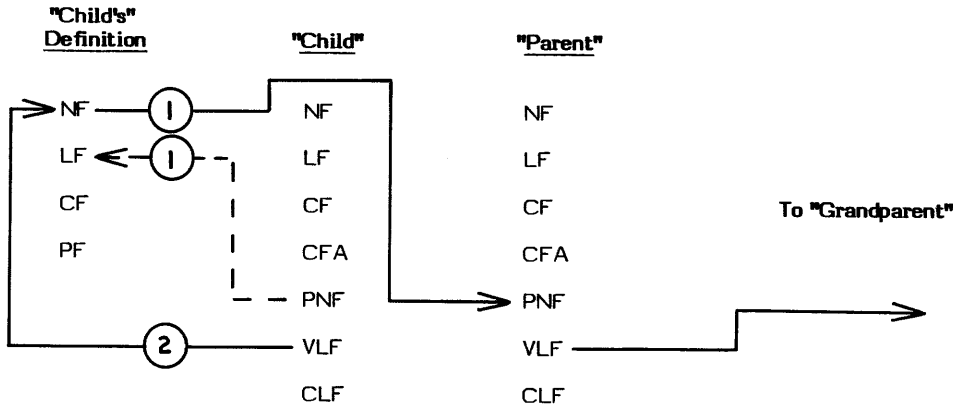 "Child's"
Definition
"Child"
"Parent"
NF
1
NF
NF
LF
1
LF
LF
CF
CF
CF
To "Grandparent"
PF
CFA
CFA
PNF
PNF
2
VLF
VLF
CLF
CLF